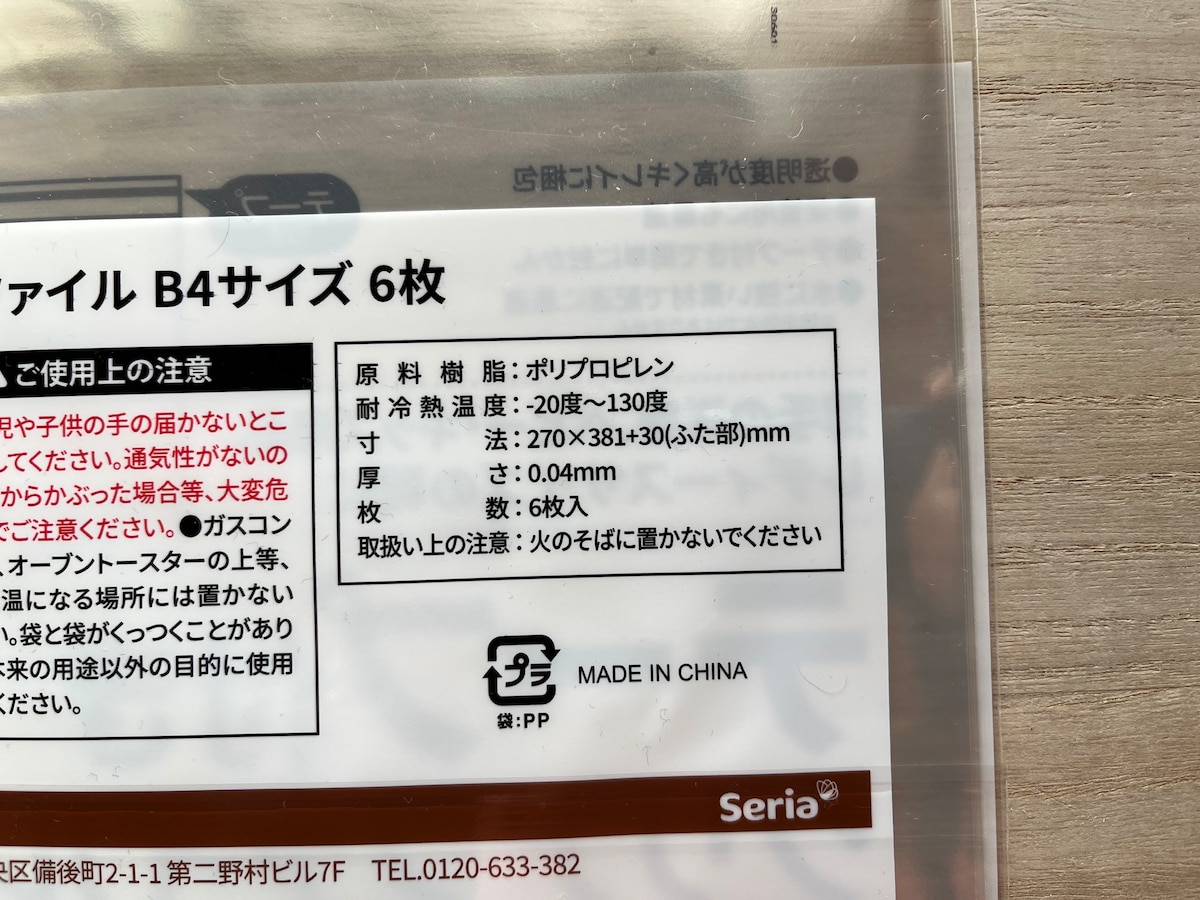 30601
●透明度が高くキレイに梱包
テープ
ァイル B4サイズ 6枚
ご使用上の注意
児や子供の手の届かないとこ
してください。通気性がないの
からかぶった場合等、大変危
でご注意ください。●ガスコン
、オーブントースターの上等、
温になる場所には置かない
い。袋と袋がくっつくことがあり
本来の用途以外の目的に使用
ください。
原料樹脂：ポリプロピレン
耐冷熱温度：-20度～130度
寸法：270×381+30(ふた部)mm
厚さ：0.04mm
枚数：6枚入
取扱い上の注意：火のそばに置かないでください
プラ
袋：PP
MADE IN CHINA
Seria
央区備後町2-1-1 第二野村ビル7F TEL.0120-633-382